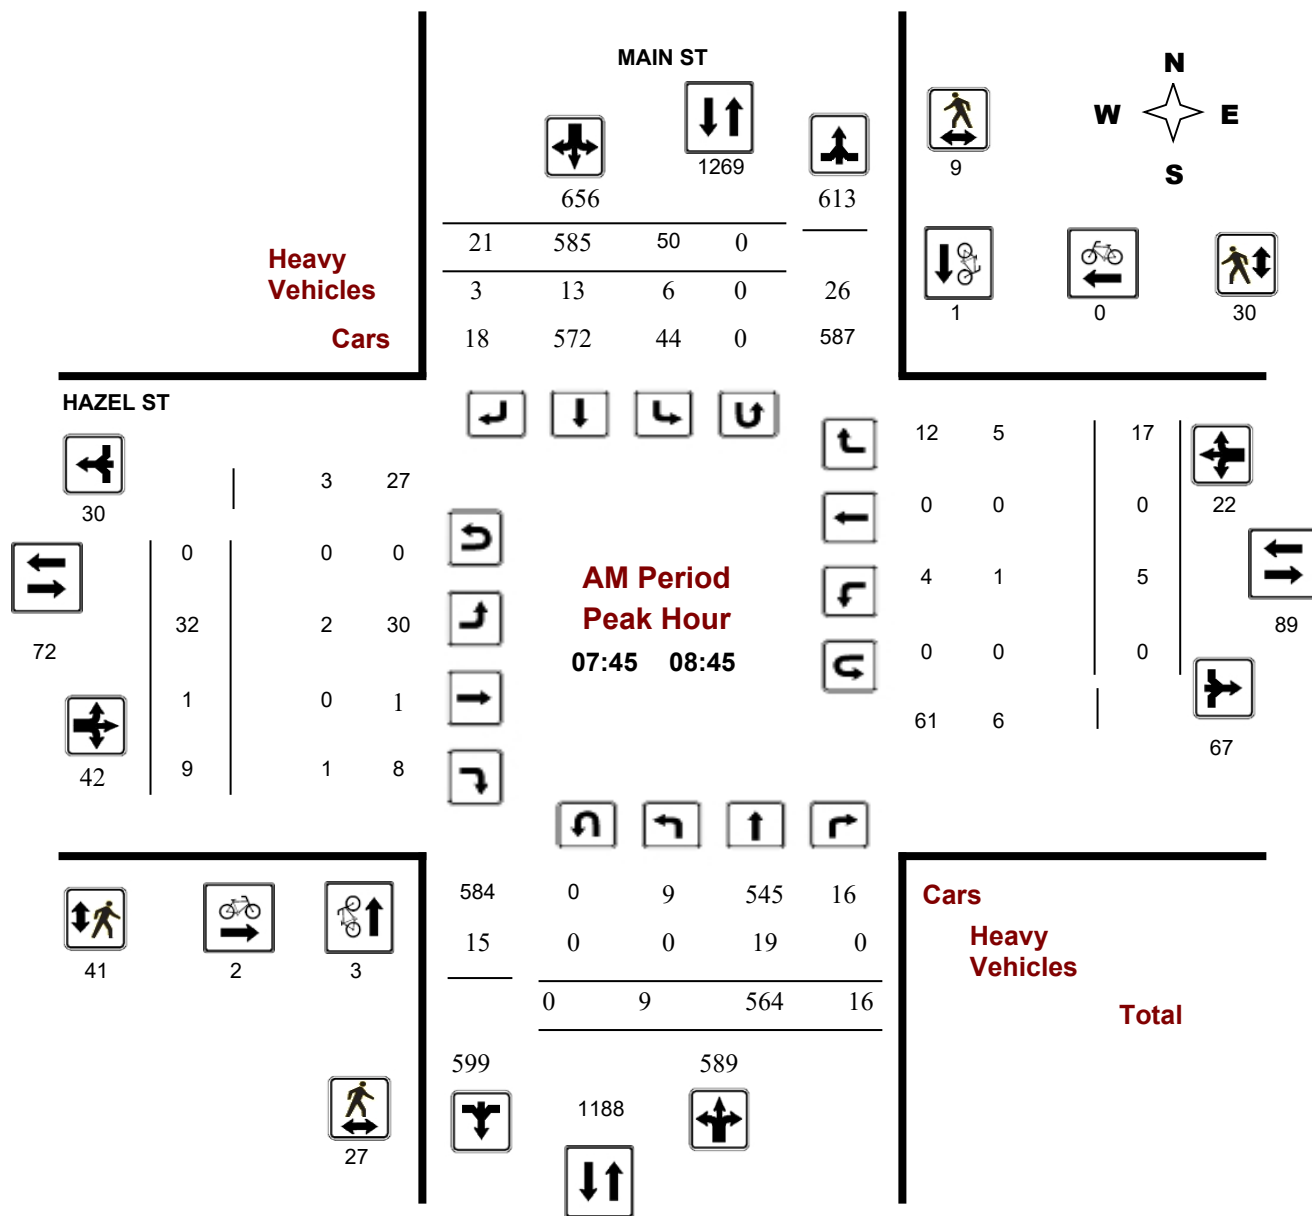 MAIN ST
N
W E
S
1269
9
656
613
21 585 50 0
Heavy
Vehicles
3 13 6 0 26
1 0 30
Cars
18 572 44 0 587
HAZEL ST
12 5 17
3 27
30
0 0 0
22
0 0 0
AM Period
Peak Hour
4 1 5
32 2 30
89
72
07:45 08:45
0 0 0
1 0 1
61 6
67
42
9 1 8
584 0 9 545 16
Cars
15 0 0 19 0
Heavy
Vehicles
41 2 3
0 9 564 16
Total
599 589
1188
27